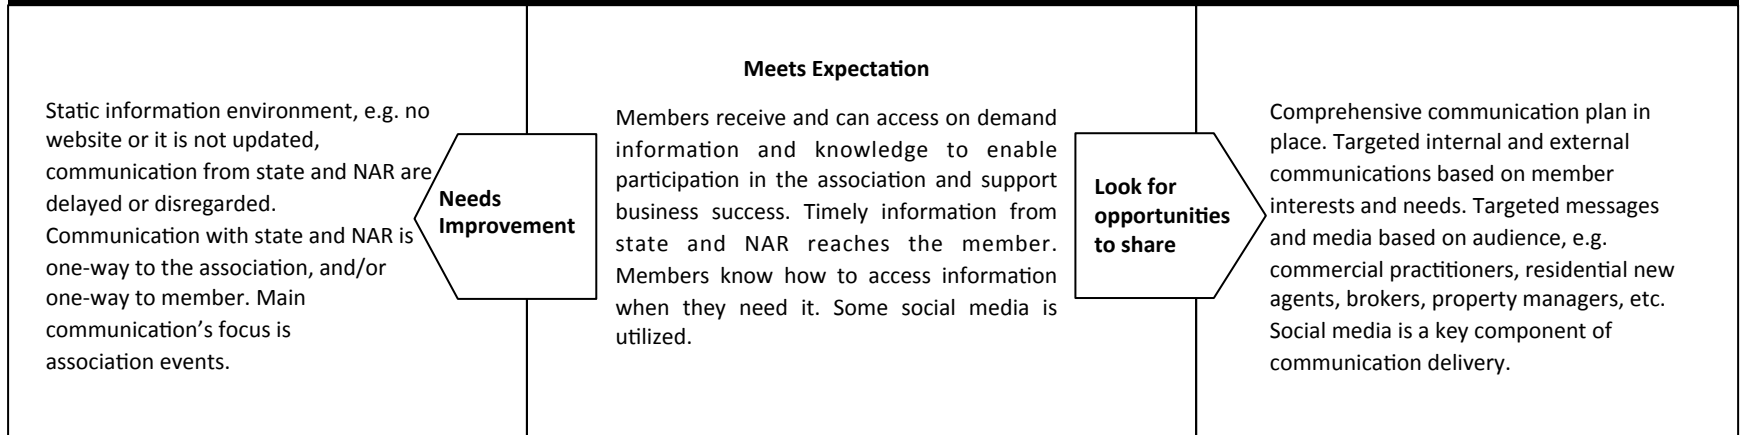 Static information environment, e.g. no
website or it is not updated,
communication from state and NAR are
delayed or disregarded.
Communication with state and NAR is
one-way to the association, and/or
one-way to member. Main
communication’s focus is
association events.
Needs
Improvement
Meets Expectation
Members receive and can access on demand
information and knowledge to enable
participation in the association and support
business success. Timely information from
state and NAR reaches the member.
Members know how to access information
when they need it. Some social media is
utilized.
Look for
opportunities
to share
Comprehensive communication plan in
place. Targeted internal and external
communications based on member
interests and needs. Targeted messages
and media based on audience, e.g.
commercial practitioners, residential new
agents, brokers, property managers, etc.
Social media is a key component of
communication delivery.